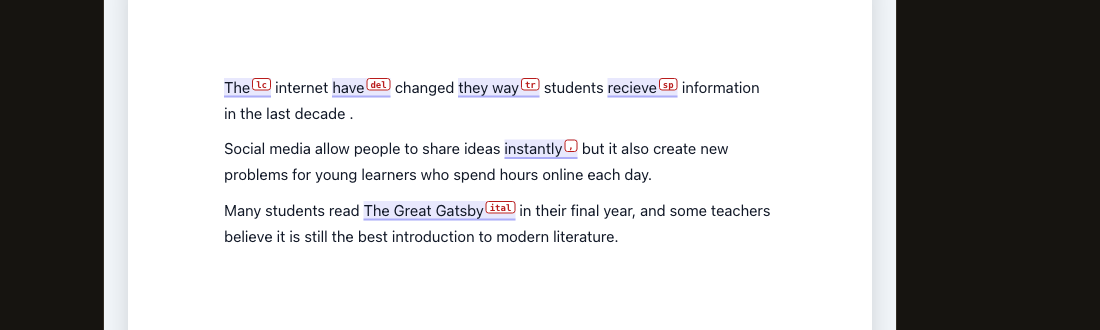 The lc internet have del changed they way tr students recieve sp information
in the last decade .
Social media allow people to share ideas instantly , but it also create new
problems for young learners who spend hours online each day.
Many students read The Great Gatsby ital in their final year, and some teachers
believe it is still the best introduction to modern literature.